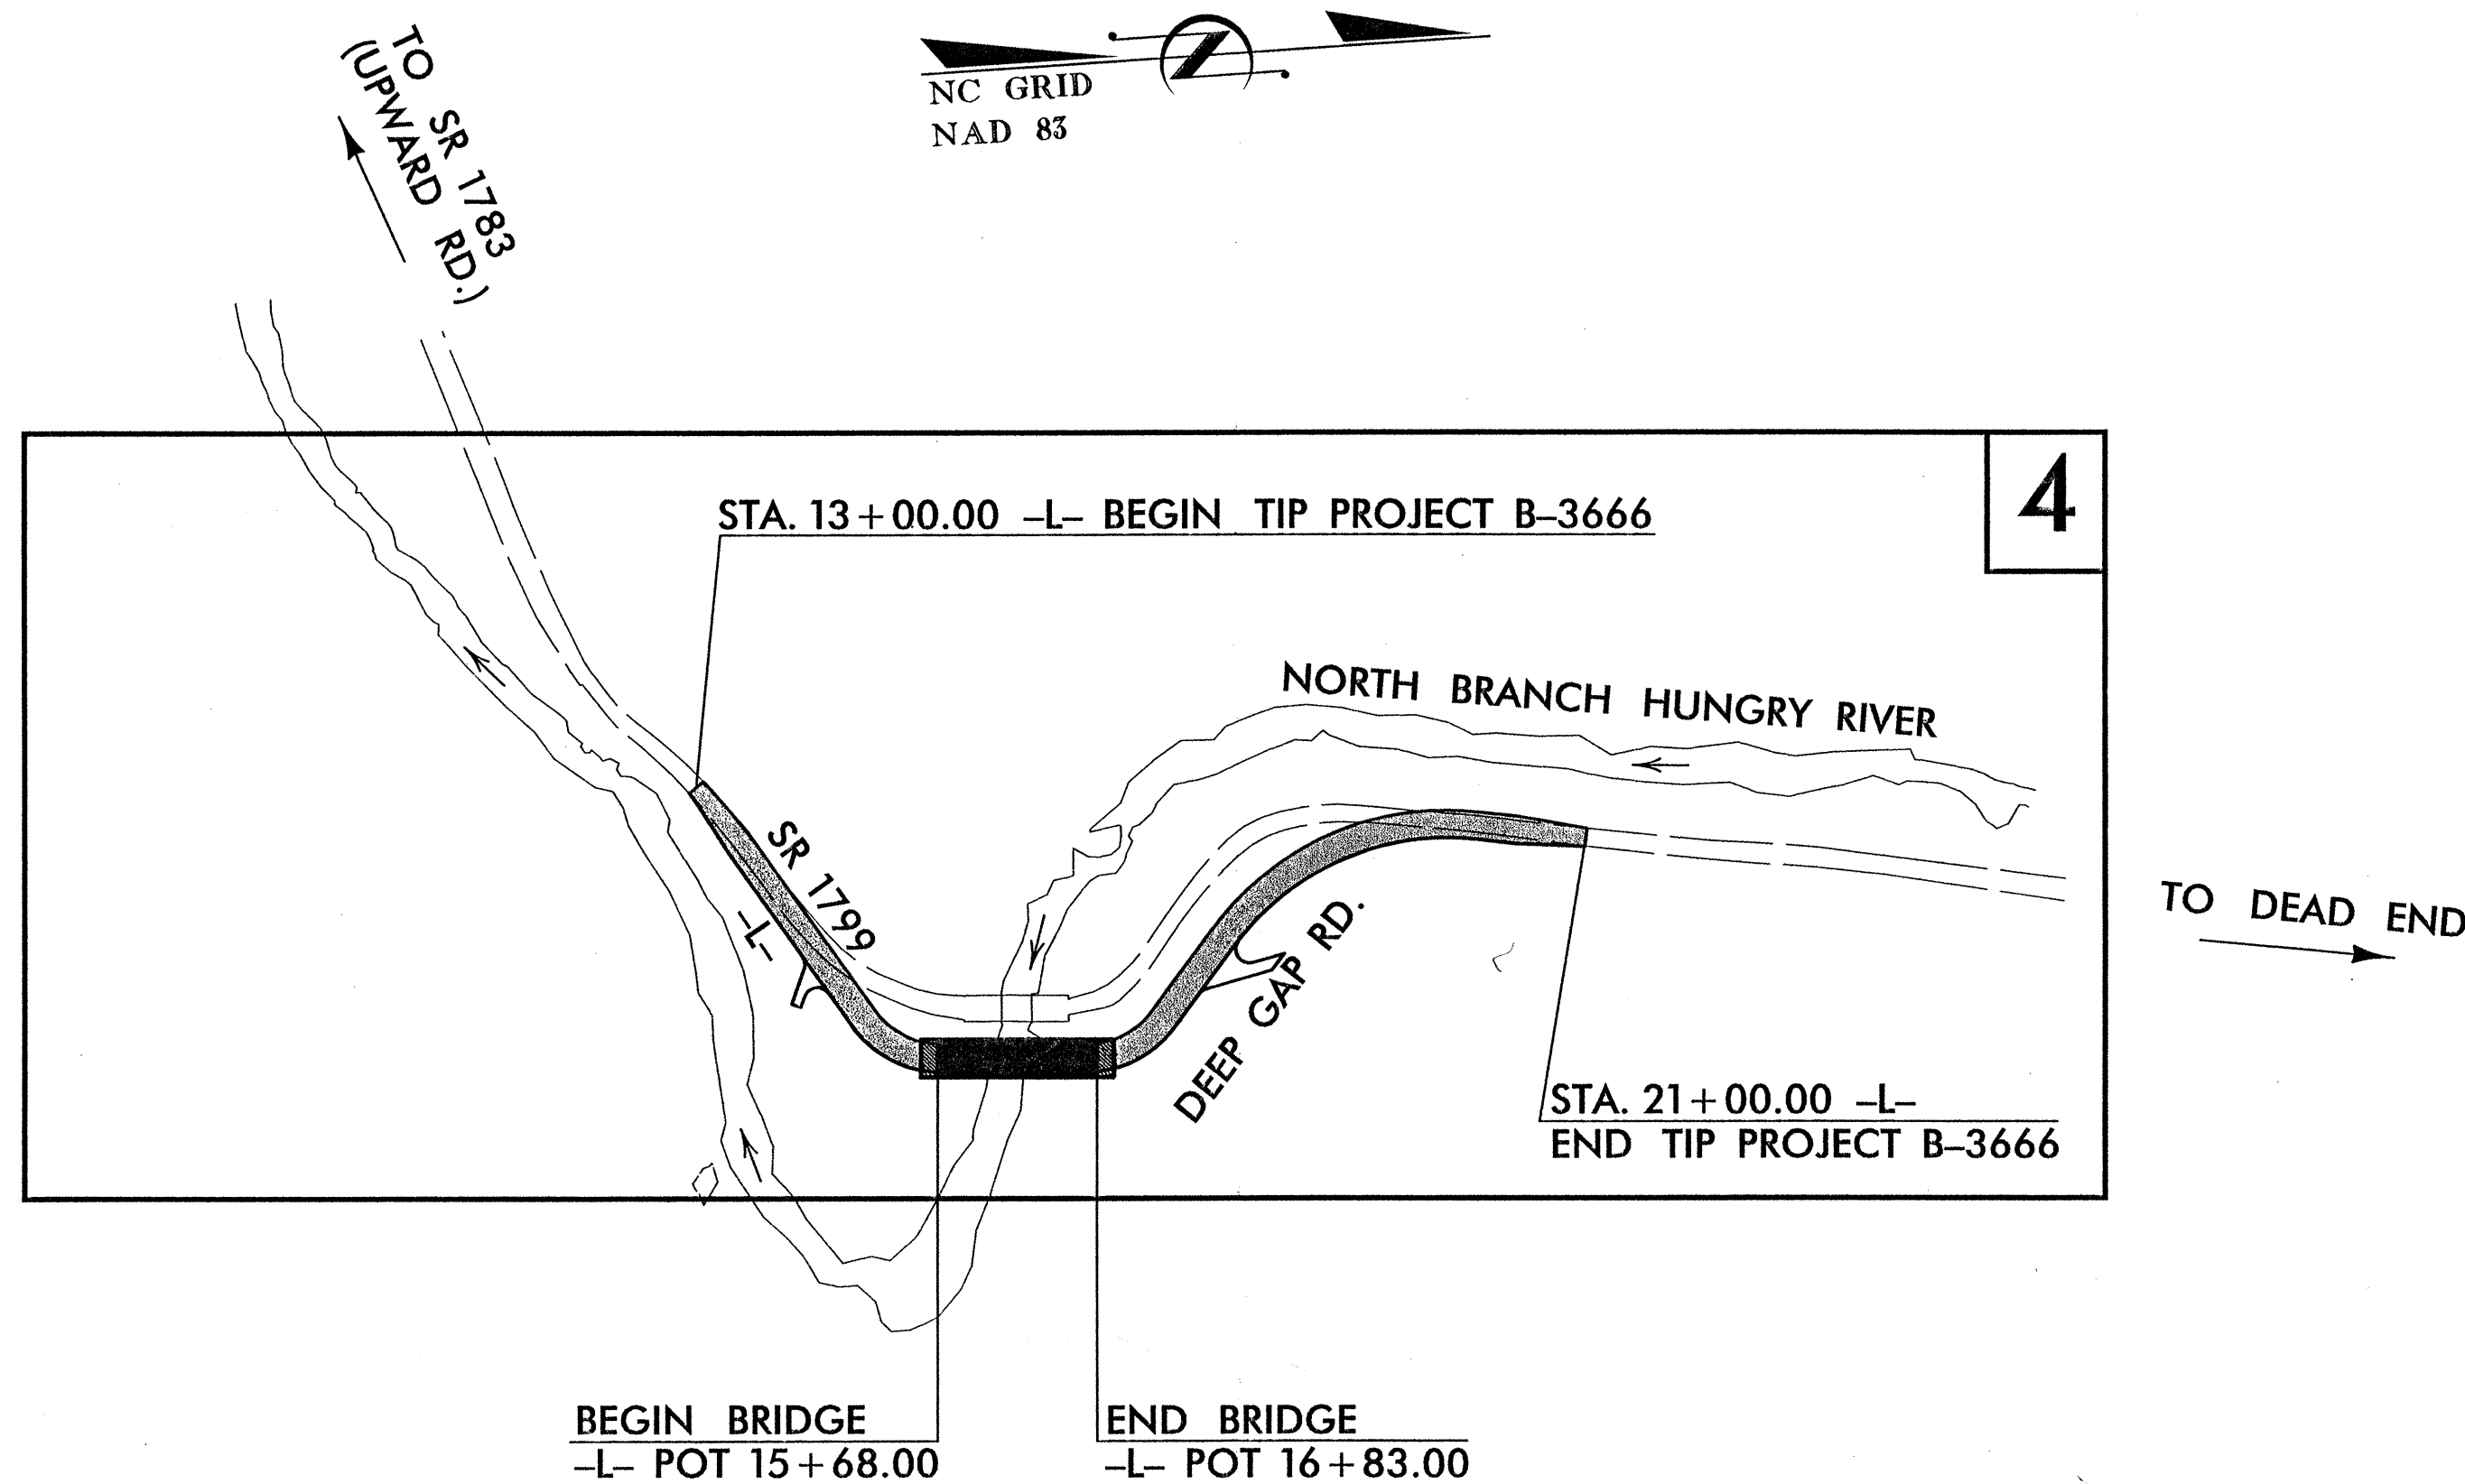 TO SR 1783
(UPWARD RD.)
NC GRID
NAD 83
4
STA. 13+00.00 -L- BEGIN TIP PROJECT B-3666
NORTH BRANCH HUNGRY RIVER
SR 1799
-L-
DEEP GAP RD.
TO DEAD END
STA. 21+00.00 -L-
END TIP PROJECT B-3666
BEGIN BRIDGE
-L- POT 15+68.00
END BRIDGE
-L- POT 16+83.00